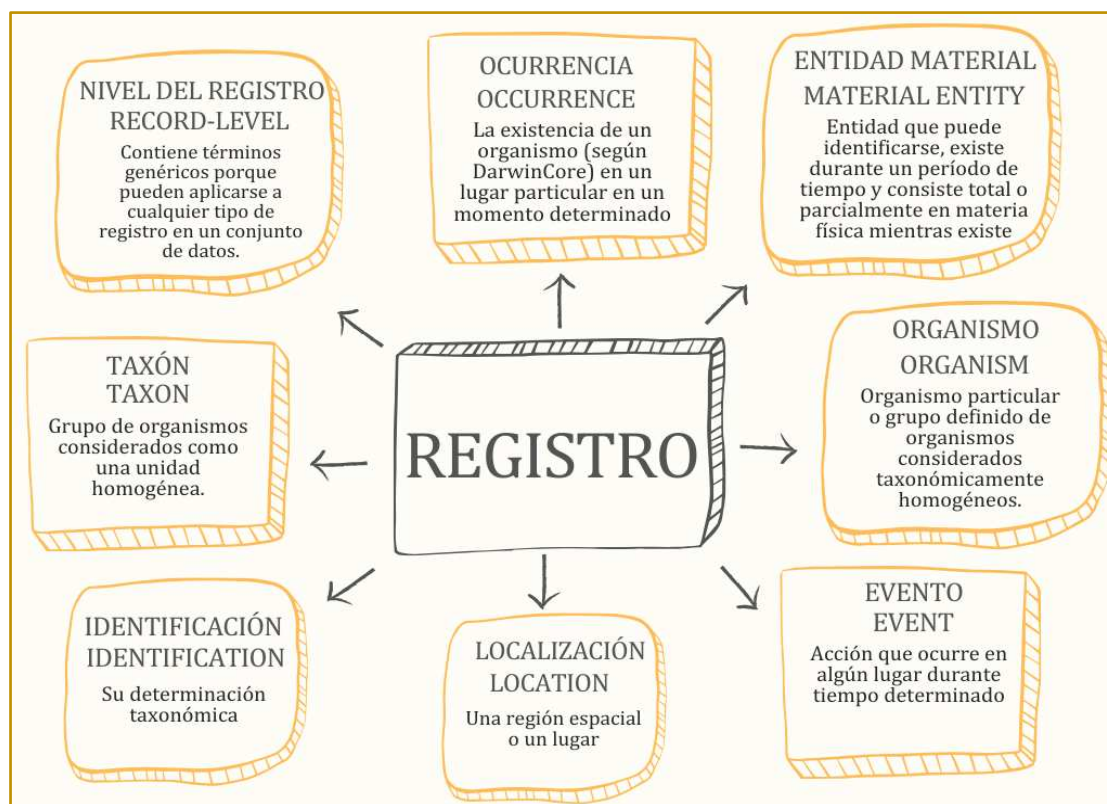 NIVEL DEL REGISTRO
RECORD-LEVEL
Contiene términos
genéricos porque
pueden aplicarse a
cualquier tipo de
registro en un conjunto
de datos.
OCURRENCIA
OCCURRENCE
La existencia de un
organismo (según
DarwinCore) en un
lugar particular en un
momento determinado
ENTIDAD MATERIAL
MATERIAL ENTITY
Entidad que puede
identificarse, existe
durante un período de
tiempo y consiste total o
parcialmente en materia
física mientras existe
TAXÓN
TAXON
Grupo de organismos
considerados como
una unidad
homogénea.
REGISTRO
ORGANISMO
ORGANISM
Organismo particular
o grupo definido de
organismos
considerados
taxonómicamente
homogéneos.
IDENTIFICACIÓN
IDENTIFICATION
Su determinación
taxonómica
LOCALIZACIÓN
LOCATION
Una región espacial
o un lugar
EVENTO
EVENT
Acción que ocurre en
algún lugar durante
tiempo determinado